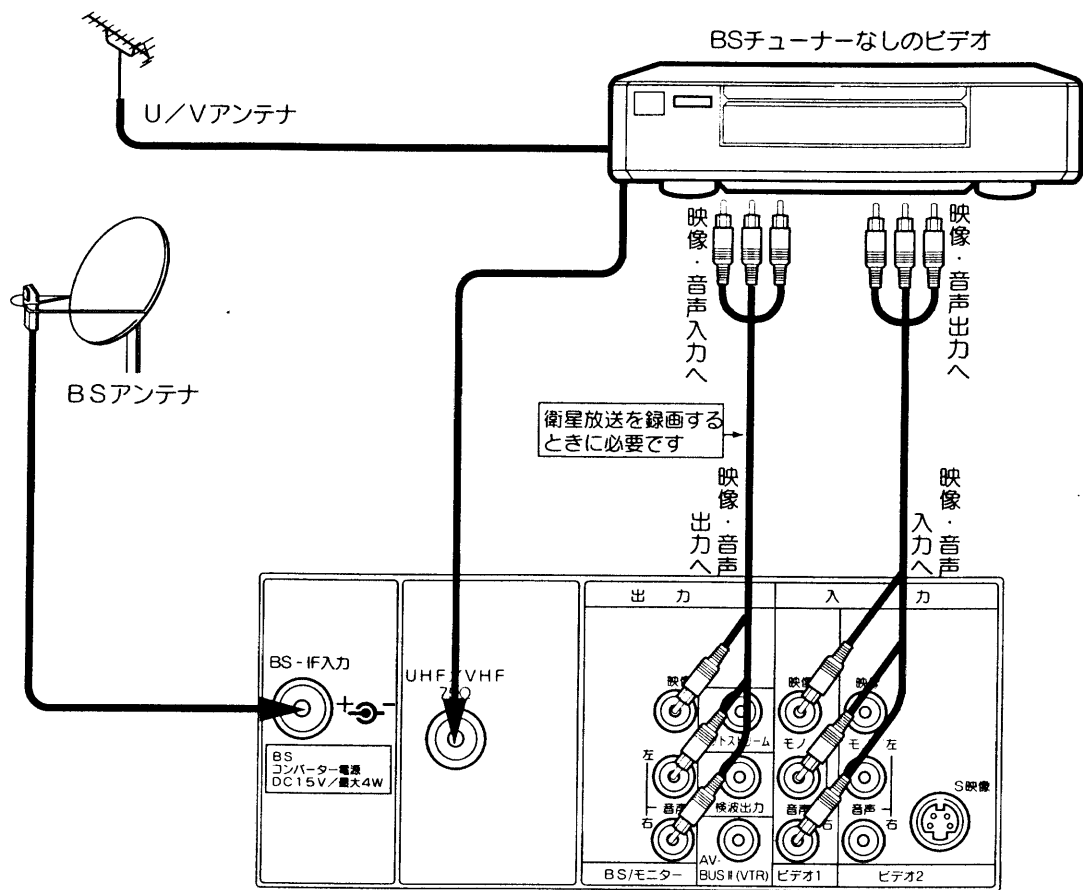 BSチューナーなしのビデオ
U/Vアンテナ
BSアンテナ
映像・音声入力へ
映像・音声出力へ
衛星放送を録画する
ときに必要です
映像・音声
出力へ
映像・音声
入力へ
出力
入力
BS-IF入力
+ -
BS
コンバーター電源
DC15V/最大4W
UHF/VHF
75Ω
映像
左
音声
右
検波出力
AV-
BUSⅡ(VTR)
BS/モニター
映像
モノ
音声
右
ビデオ1
映像
左
音声
右
S映像
ビデオ2